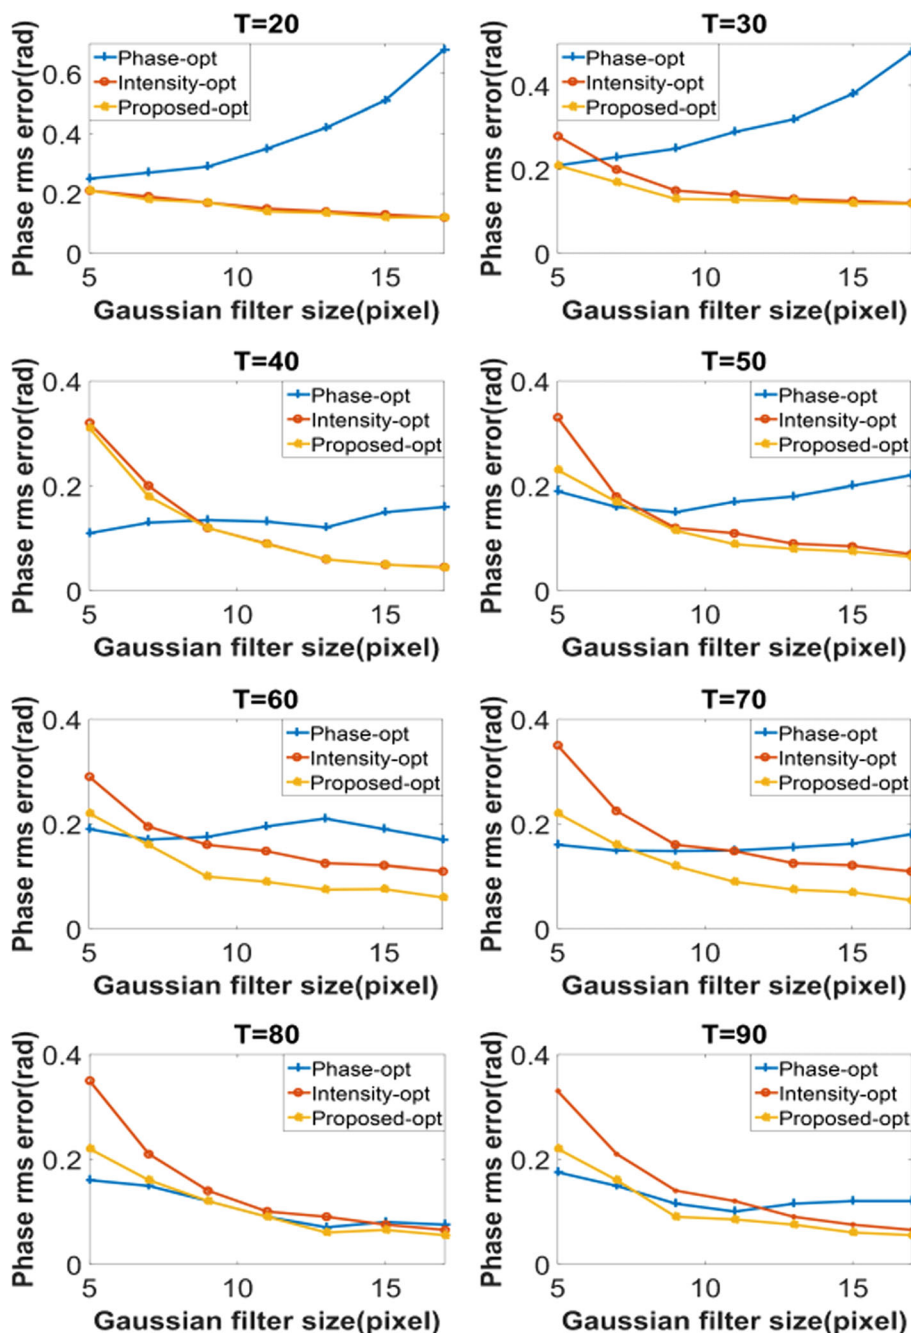 T=20
Phase rms error(rad)
0.6
0.4
0.2
0
Phase-opt
Intensity-opt
Proposed-opt
5 10 15
Gaussian filter size(pixel)
T=30
Phase rms error(rad)
0.4
0.2
0
Phase-opt
Intensity-opt
Proposed-opt
5 10 15
Gaussian filter size(pixel)
T=40
Phase rms error(rad)
0.4
0.2
0
Phase-opt
Intensity-opt
Proposed-opt
5 10 15
Gaussian filter size(pixel)
T=50
Phase rms error(rad)
0.4
0.2
0
Phase-opt
Intensity-opt
Proposed-opt
5 10 15
Gaussian filter size(pixel)
T=60
Phase rms error(rad)
0.4
0.2
0
Phase-opt
Intensity-opt
Proposed-opt
5 10 15
Gaussian filter size(pixel)
T=70
Phase rms error(rad)
0.4
0.2
0
Phase-opt
Intensity-opt
Proposed-opt
5 10 15
Gaussian filter size(pixel)
T=80
Phase rms error(rad)
0.4
0.2
0
Phase-opt
Intensity-opt
Proposed-opt
5 10 15
Gaussian filter size(pixel)
T=90
Phase rms error(rad)
0.4
0.2
0
Phase-opt
Intensity-opt
Proposed-opt
5 10 15
Gaussian filter size(pixel)